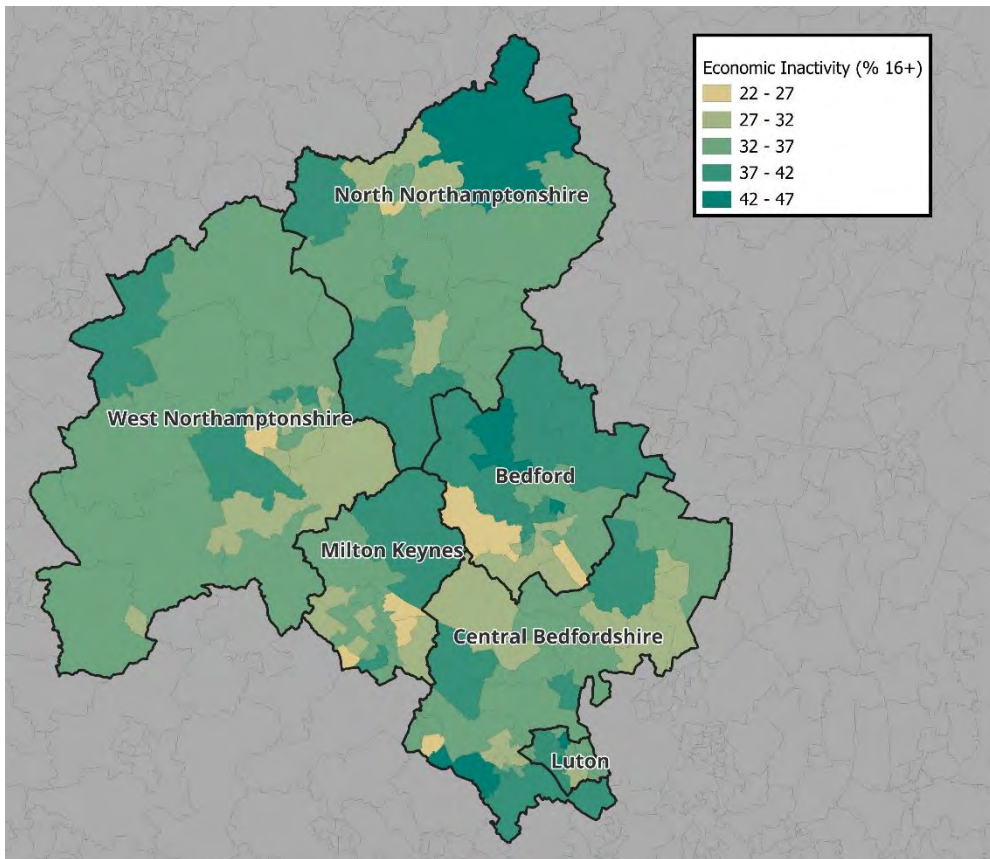 Economic Inactivity (% 16+)
22 - 27
27 - 32
32 - 37
37 - 42
42 - 47
North Northamptonshire
West Northamptonshire
Bedford
Milton Keynes
Central Bedfordshire
Luton